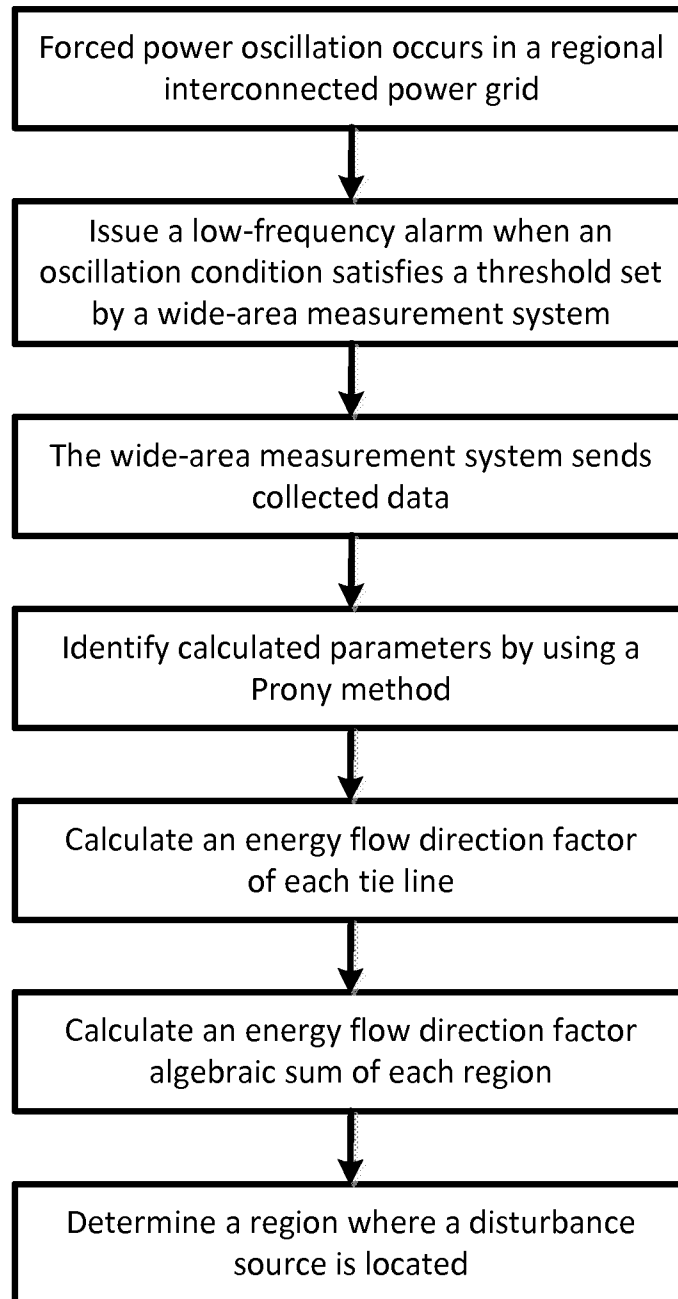 Forced power oscillation occurs in a regional
interconnected power grid
Issue a low-frequency alarm when an
oscillation condition satisfies a threshold set
by a wide-area measurement system
The wide-area measurement system sends
collected data
Identify calculated parameters by using a
Prony method
Calculate an energy flow direction factor
of each tie line
Calculate an energy flow direction factor
algebraic sum of each region
Determine a region where a disturbance
source is located